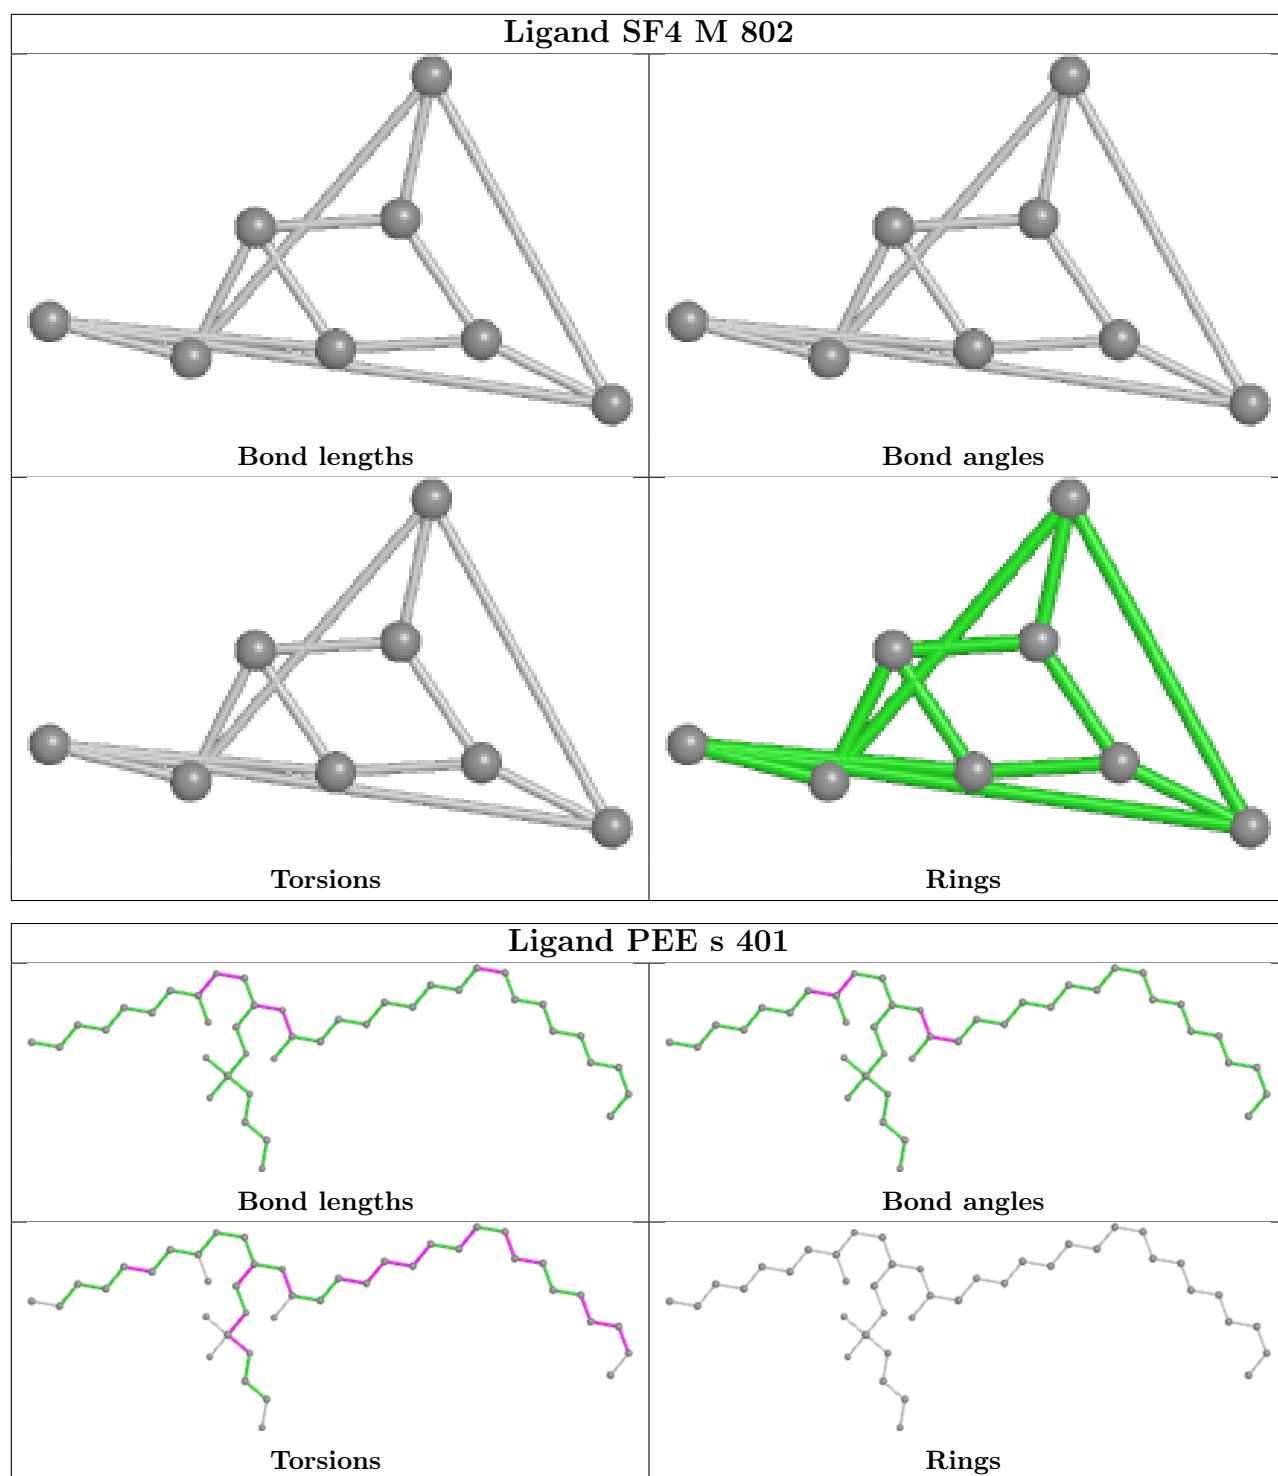 Ligand SF4 M 802
Bond lengths
Bond angles
Torsions
Rings
Ligand PEE s 401
Bond lengths
Bond angles
Torsions
Rings